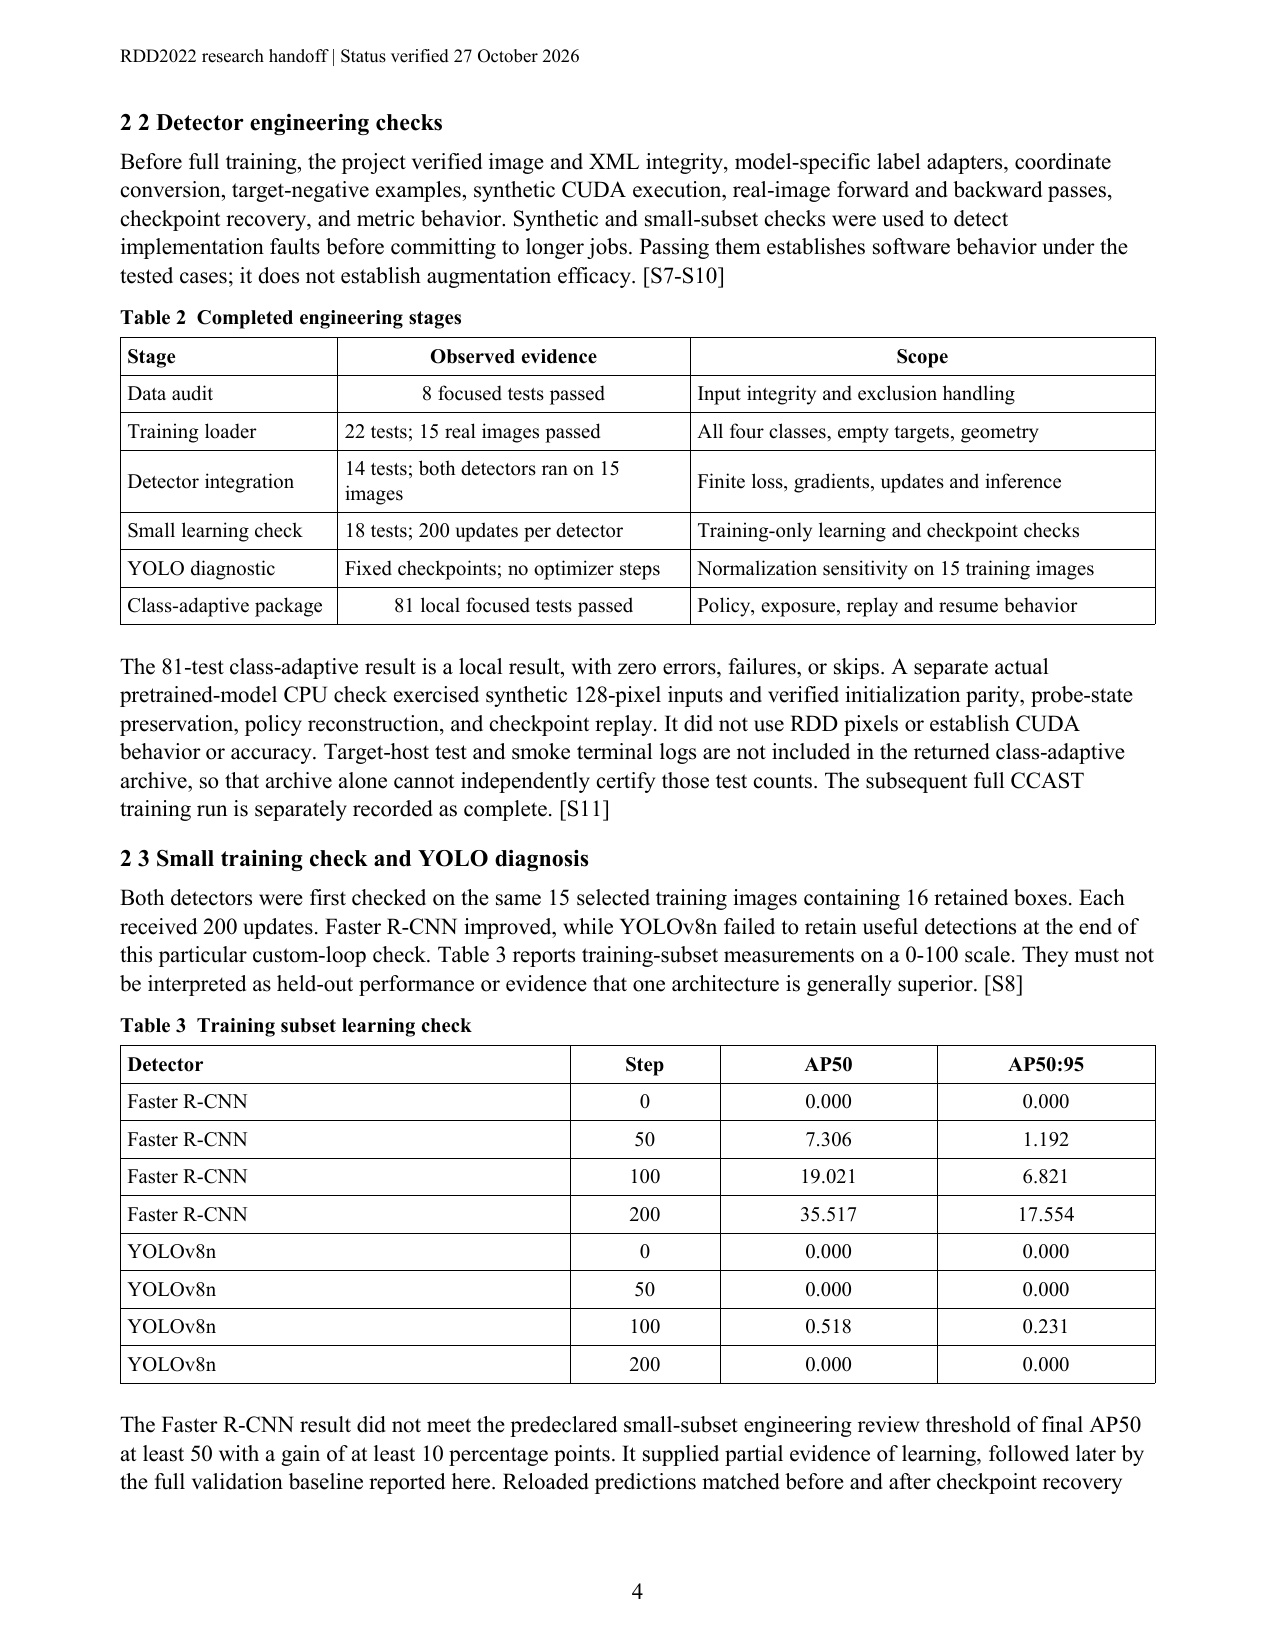 RDD2022 research handoff | Status verified 27 October 2026
2 2 Detector engineering checks
Before full training, the project verified image and XML integrity, model-specific label adapters, coordinate
conversion, target-negative examples, synthetic CUDA execution, real-image forward and backward passes,
checkpoint recovery, and metric behavior. Synthetic and small-subset checks were used to detect
implementation faults before committing to longer jobs. Passing them establishes software behavior under the
tested cases; it does not establish augmentation efficacy. [S7-S10]
Table 2 Completed engineering stages
Stage Observed evidence Scope
Data audit 8 focused tests passed Input integrity and exclusion handling
Training loader 22 tests; 15 real images passed All four classes, empty targets, geometry
Detector integration 14 tests; both detectors ran on 15 images Finite loss, gradients, updates and inference
Small learning check 18 tests; 200 updates per detector Training-only learning and checkpoint checks
YOLO diagnostic Fixed checkpoints; no optimizer steps Normalization sensitivity on 15 training images
Class-adaptive package 81 local focused tests passed Policy, exposure, replay and resume behavior
The 81-test class-adaptive result is a local result, with zero errors, failures, or skips. A separate actual
pretrained-model CPU check exercised synthetic 128-pixel inputs and verified initialization parity, probe-state
preservation, policy reconstruction, and checkpoint replay. It did not use RDD pixels or establish CUDA
behavior or accuracy. Target-host test and smoke terminal logs are not included in the returned class-adaptive
archive, so that archive alone cannot independently certify those test counts. The subsequent full CCAST
training run is separately recorded as complete. [S11]
2 3 Small training check and YOLO diagnosis
Both detectors were first checked on the same 15 selected training images containing 16 retained boxes. Each
received 200 updates. Faster R-CNN improved, while YOLOv8n failed to retain useful detections at the end of
this particular custom-loop check. Table 3 reports training-subset measurements on a 0-100 scale. They must not
be interpreted as held-out performance or evidence that one architecture is generally superior. [S8]
Table 3 Training subset learning check
Detector Step AP50 AP50:95
Faster R-CNN 0 0.000 0.000
Faster R-CNN 50 7.306 1.192
Faster R-CNN 100 19.021 6.821
Faster R-CNN 200 35.517 17.554
YOLOv8n 0 0.000 0.000
YOLOv8n 50 0.000 0.000
YOLOv8n 100 0.518 0.231
YOLOv8n 200 0.000 0.000
The Faster R-CNN result did not meet the predeclared small-subset engineering review threshold of final AP50
at least 50 with a gain of at least 10 percentage points. It supplied partial evidence of learning, followed later by
the full validation baseline reported here. Reloaded predictions matched before and after checkpoint recovery
4